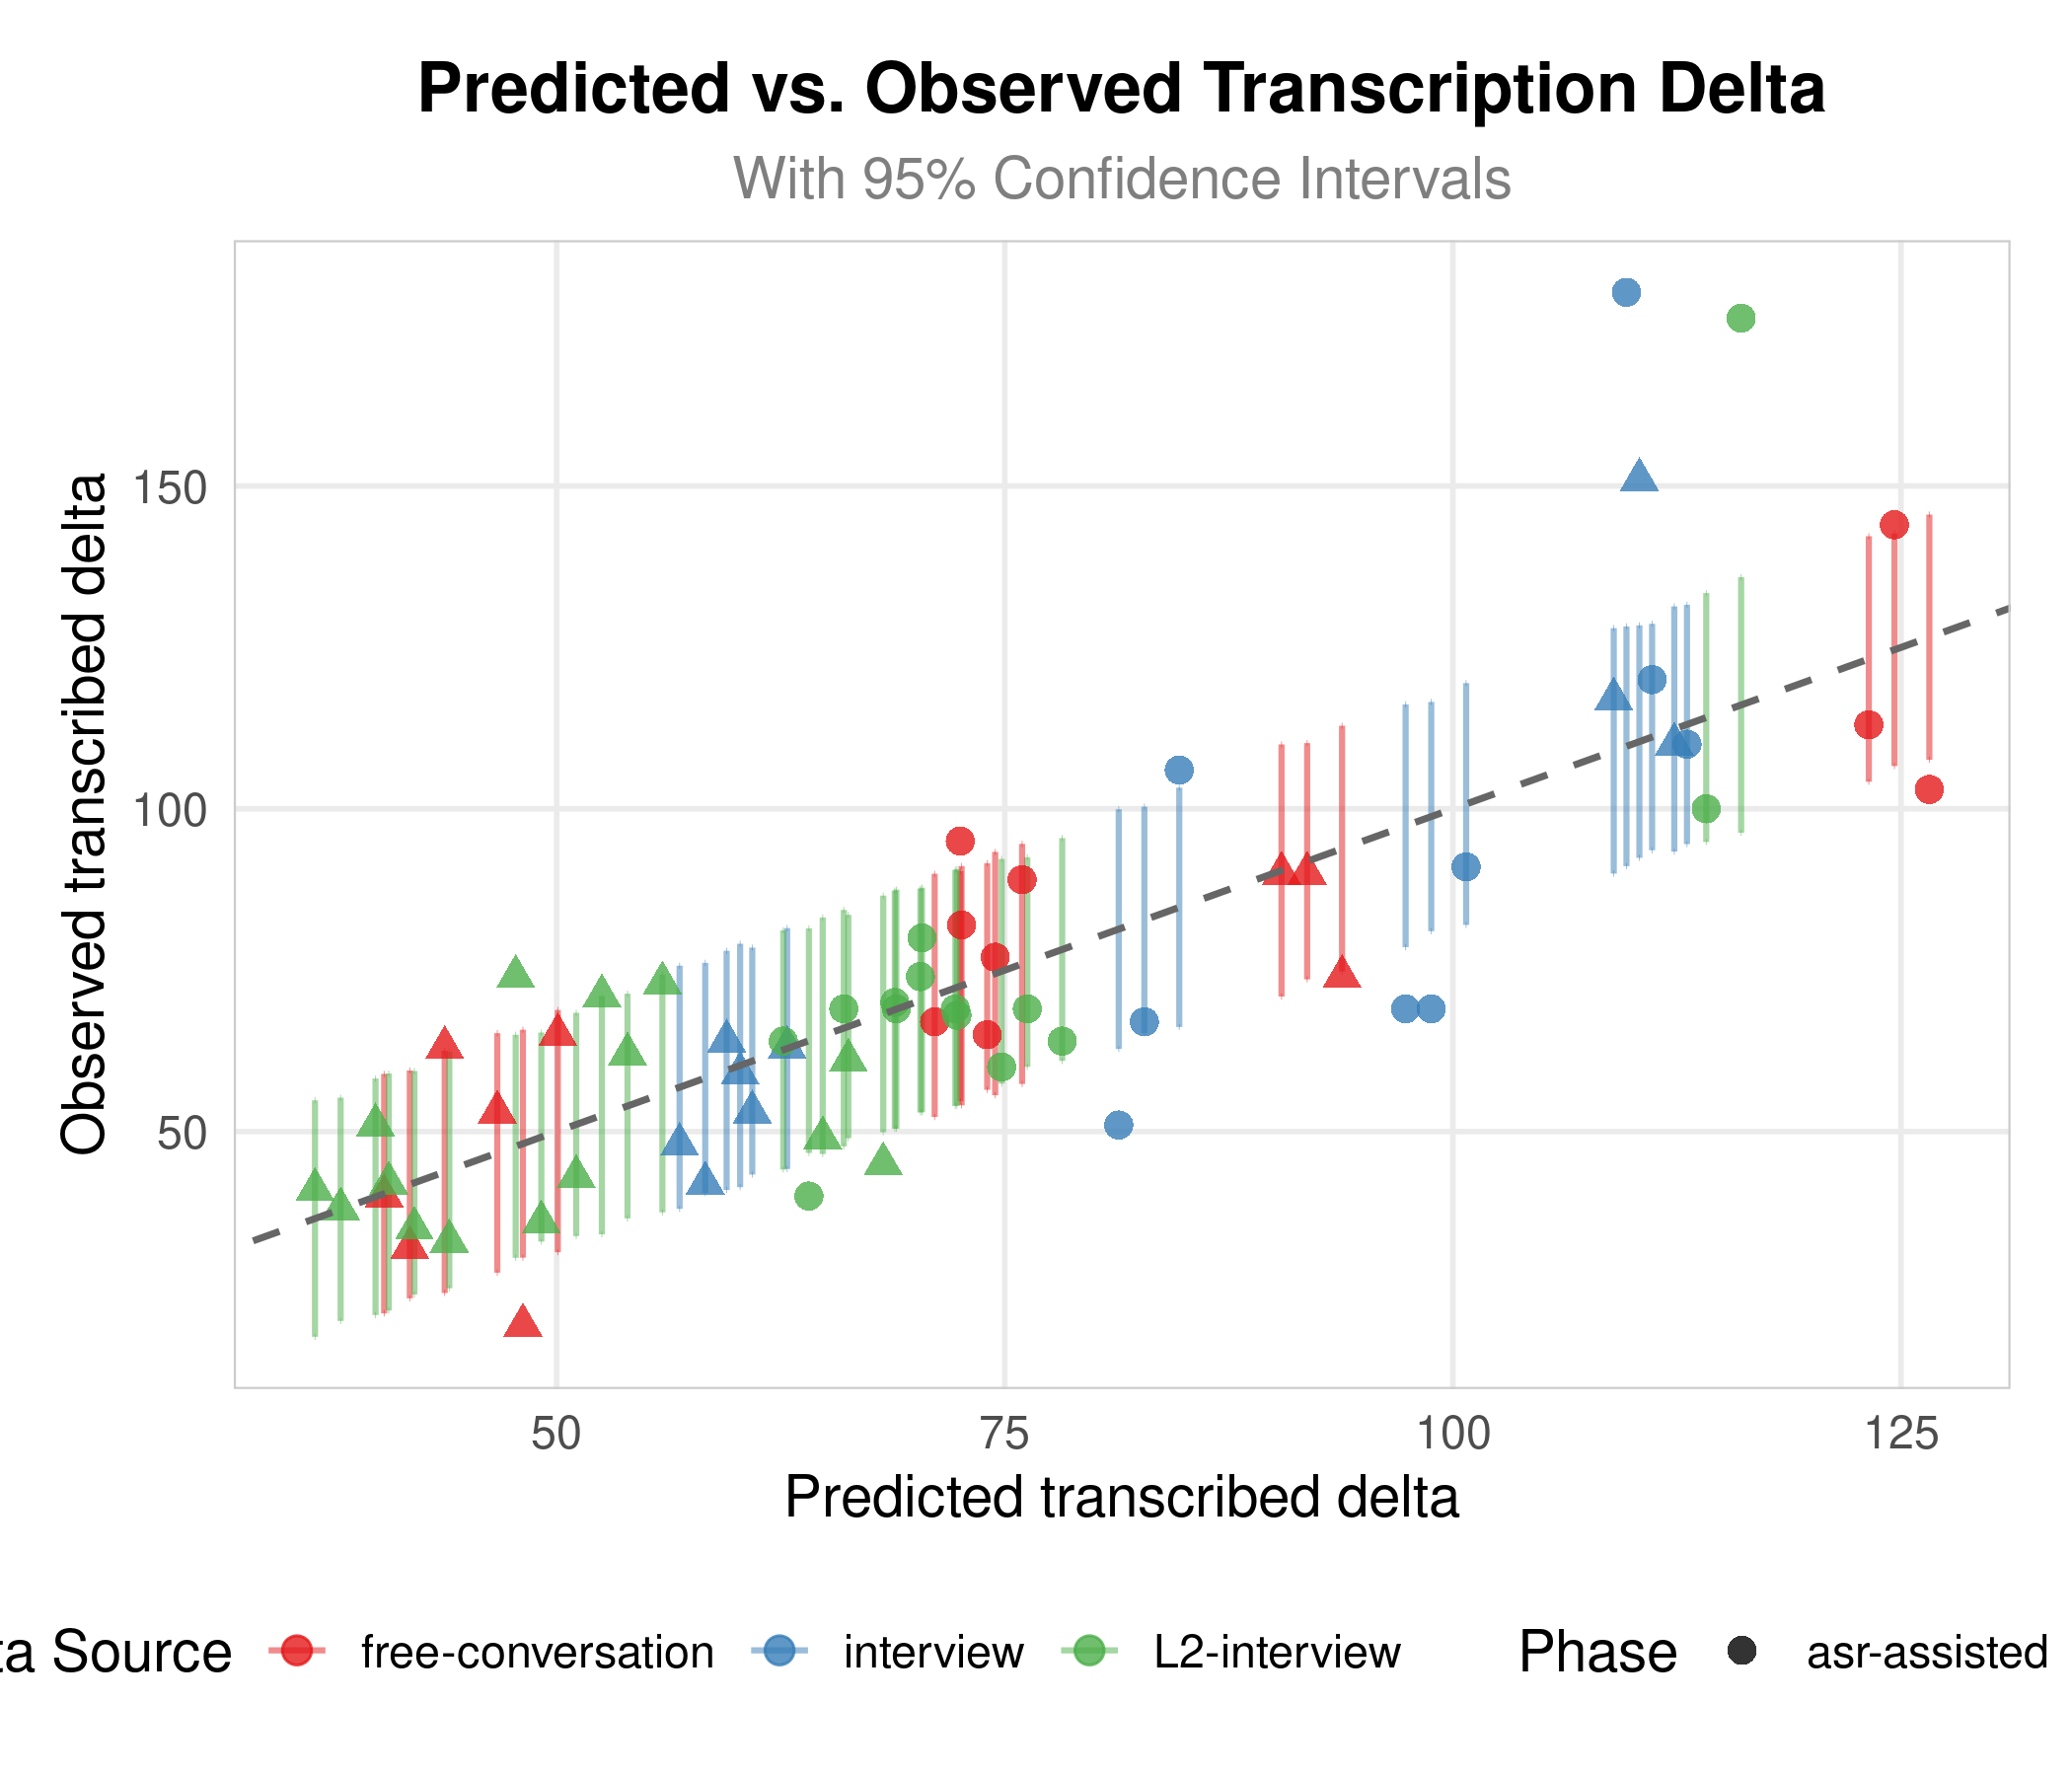 Predicted vs. Observed Transcription Delta
With 95% Confidence Intervals
Observed transcribed delta
150
100
50
50 75 100 125
Predicted transcribed delta
ta Source free-conversation interview L2-interview Phase asr-assisted